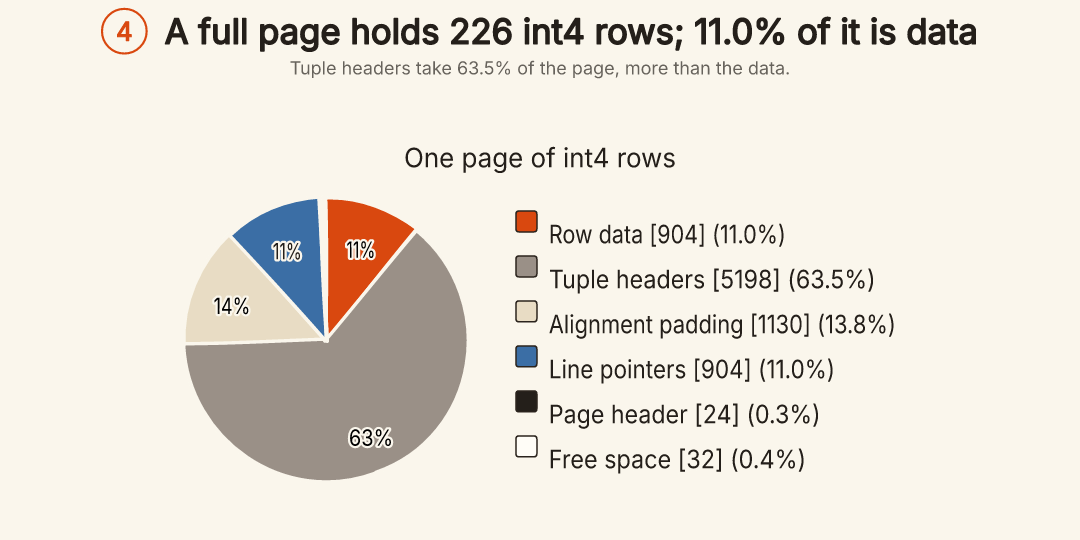 4 A full page holds 226 int4 rows; 11.0% of it is data
Tuple headers take 63.5% of the page, more than the data.
One page of int4 rows
11%
11%
14%
63%
Row data [904] (11.0%)
Tuple headers [5198] (63.5%)
Alignment padding [1130] (13.8%)
Line pointers [904] (11.0%)
Page header [24] (0.3%)
Free space [32] (0.4%)